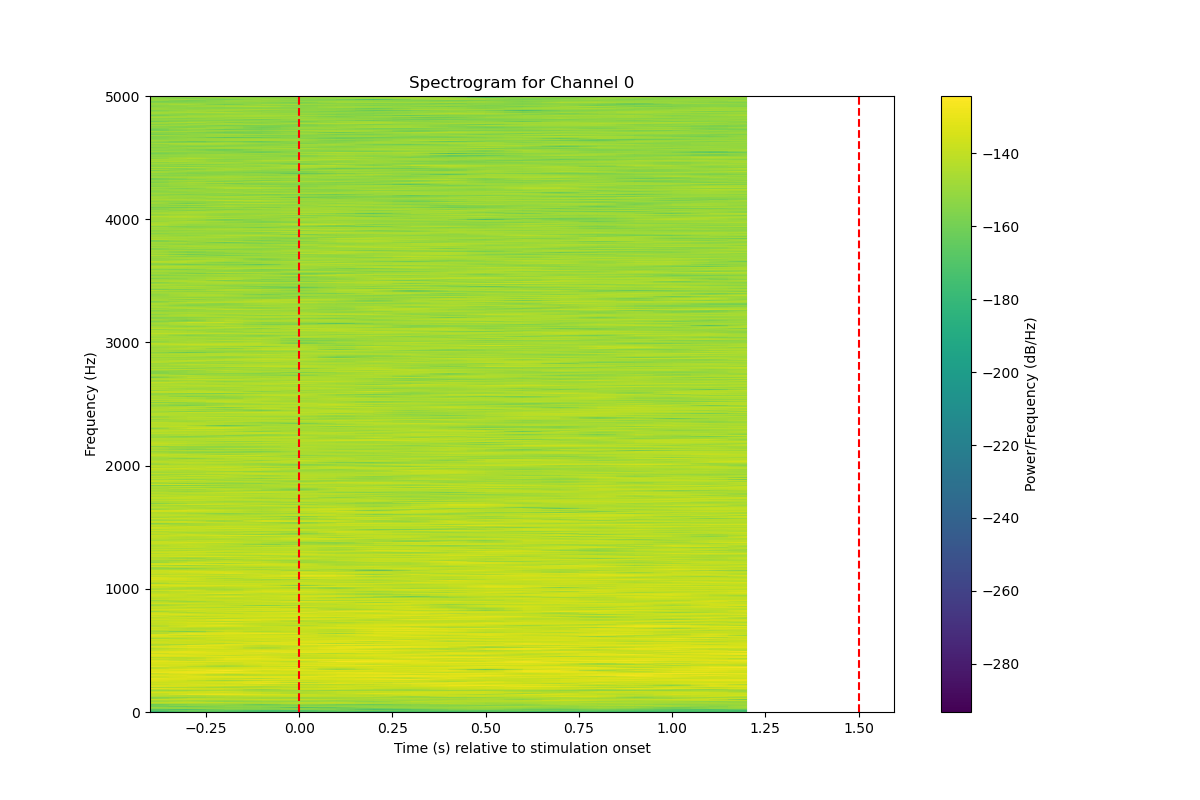 Spectrogram for Channel 0
5000
4000
3000
2000
1000
0
Frequency (Hz)
−0.25 0.00 0.25 0.50 0.75 1.00 1.25 1.50
Time (s) relative to stimulation onset
−140
−160
−180
−200
−220
−240
−260
−280
Power/Frequency (dB/Hz)